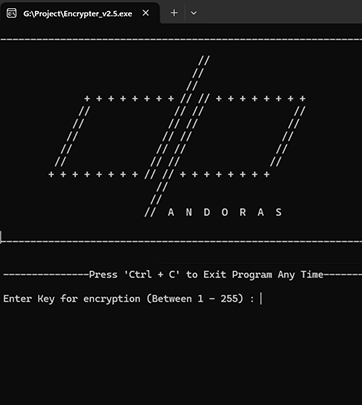 G:\Project\Encrypter_v2.5.exe
A N D O R A S
---------------Press 'Ctrl + C' to Exit Program Any Time-------
Enter Key for encryption (Between 1 - 255) :